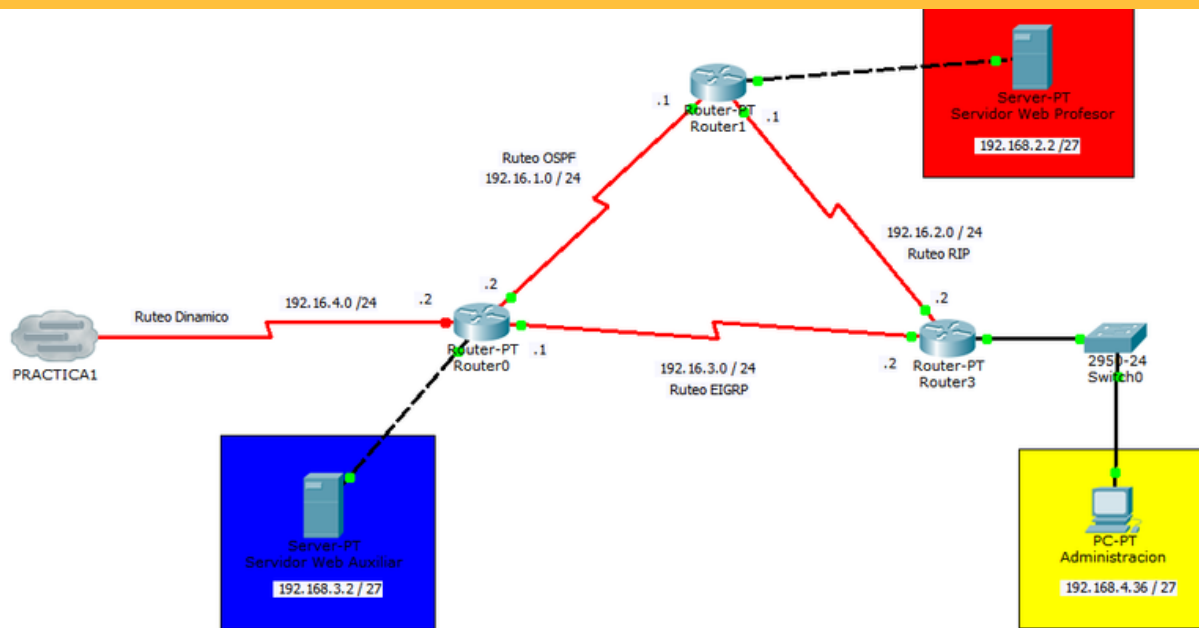 .1
Router-PT
Router1
.1
Server-PT
Servidor Web Profesor
192.168.2.2 /27
Ruteo OSPF
192.16.1.0 / 24
192.16.2.0 / 24
Ruteo RIP
.2
.2
Ruteo Dinamico
192.16.4.0 /24
.2
PRACTICA1
Router-PT
Router0
.1
192.16.3.0 / 24
Ruteo EIGRP
.2
Router-PT
Router3
2950-24
Switch0
Server-PT
Servidor Web Auxiliar
192.168.3.2 / 27
PC-PT
Administracion
192.168.4.36 / 27